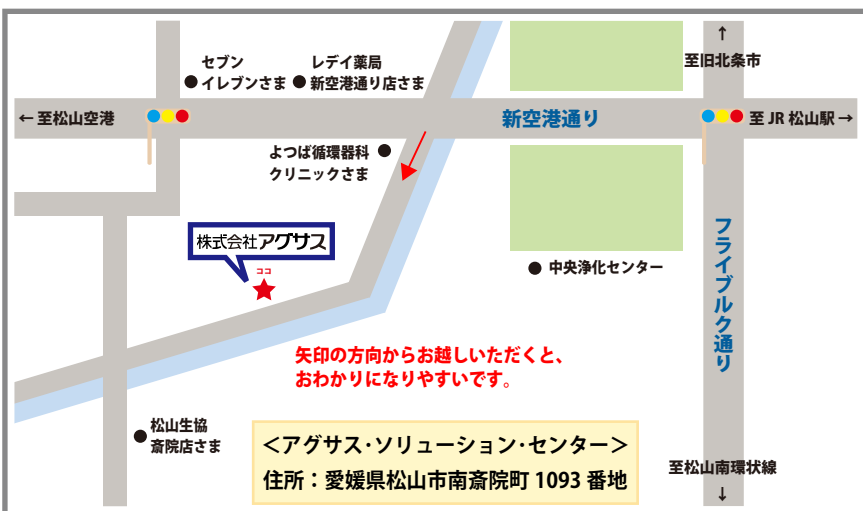 ↑
至旧北条市
セブン
イレブンさま
レデイ薬局
新空港通り店さま
←至松山空港
新空港通り
至JR松山駅→
よつば循環器科
クリニックさま
株式会社アグサス
ココ
中央浄化センター
フライブルク通り
矢印の方向からお越しいただくと、
おわかりになりやすいです。
松山生協
斎院店さま
<アグサス・ソリューション・センター>
住所:愛媛県松山市南斎院町1093番地
至松山南環状線
↓